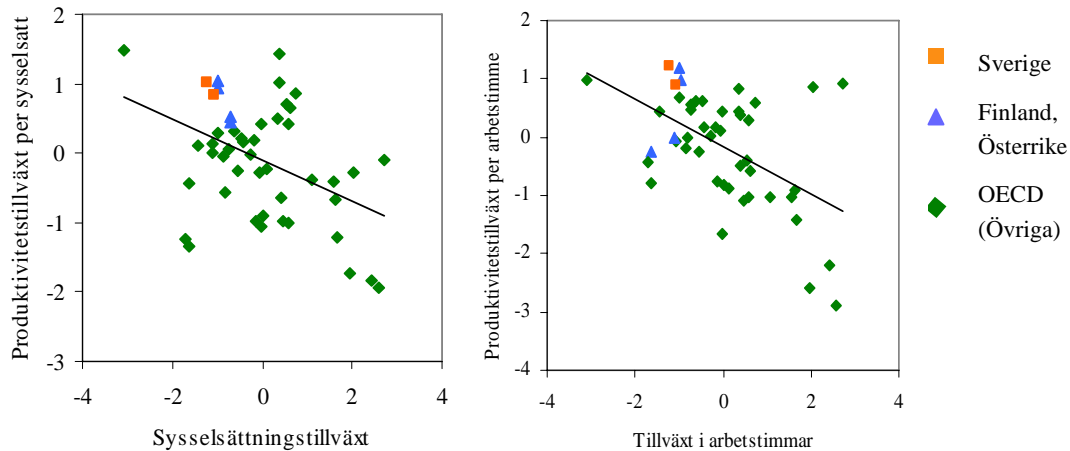 Produktivitetstillväxt per sysselsatt
2
1
0
-1
-2
-3
-4 -2 0 2 4
Sysselsättningstillväxt
Produktivitetstillväxt per arbetstimme
2
1
0
-1
-2
-3
-4
-4 -2 0 2 4
Tillväxt i arbetstimmar
Sverige
Finland,
Österrike
OECD
(Övriga)